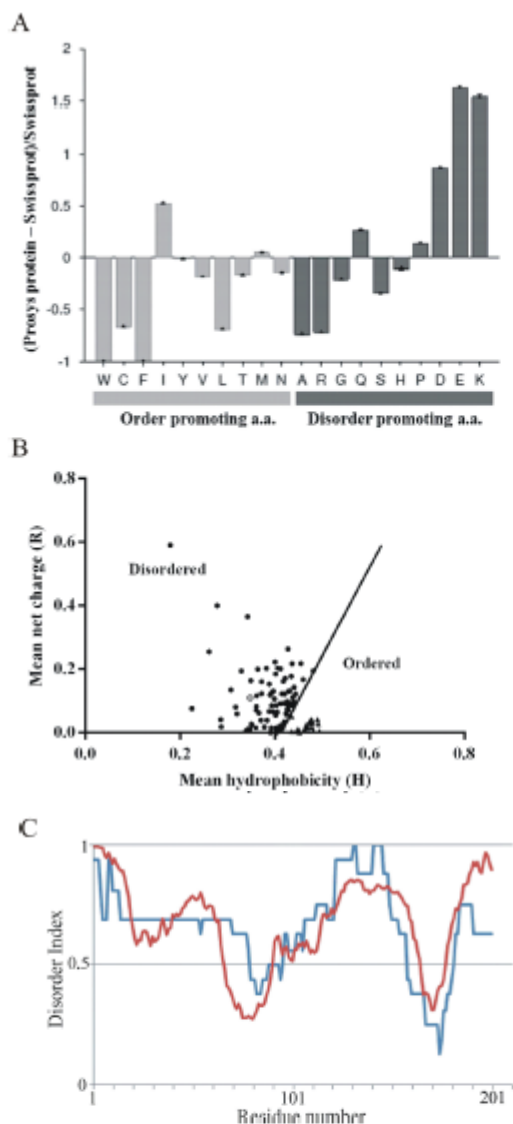 A
(Prosys protein – Swissprot)/Swissprot
2
1.5
1
0.5
0
-0.5
-1
W C F I Y V L T M N A R G Q S H P D E K
Order promoting a.a. Disorder promoting a.a.
B
Mean net charge (R)
0.8
0.6
0.4
0.2
0.0
Disordered
Ordered
0.0 0.2 0.4 0.6 0.8
Mean hydrophobicity (H)
C
Disorder Index
1
0.5
0
1 101 201
Residue number